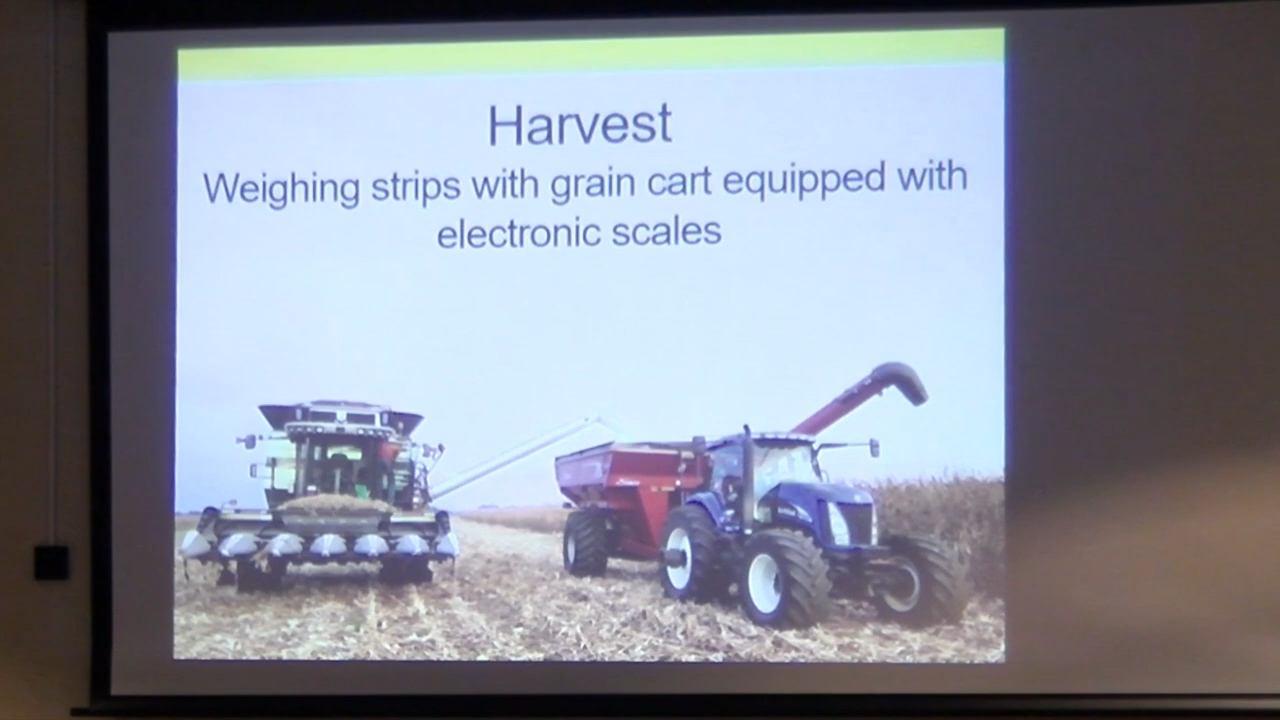 Harvest
Weighing strips with grain cart equipped with
electronic scales